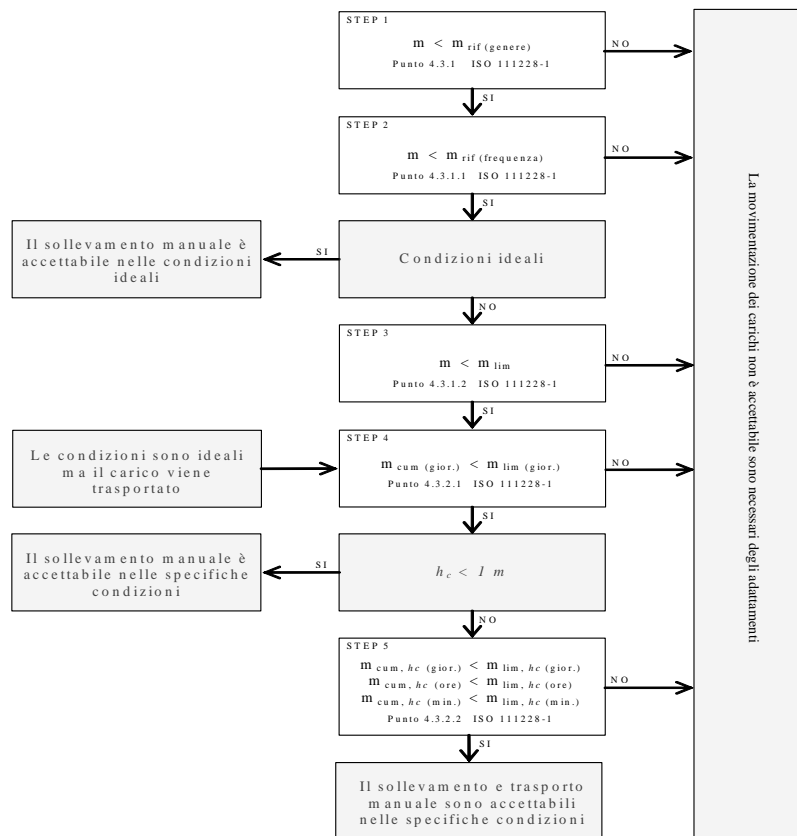 STEP 1
m < m rif (genere)
Punto 4.3.1 ISO 111228-1
NO
SI
STEP 2
m < m rif(frequenza)
Punto 4.3.1.1 ISO 111228-1
NO
SI
Il sollevamento manuale è
accettabile nelle condizioni
ideali
SI
Condizioni ideali
NO
STEP 3
m < m lim
Punto 4.3.1.2 ISO 111228-1
NO
SI
Le condizioni sono ideali
ma il carico viene
trasportato
STEP 4
m cum (gior.) < m lim (gior.)
Punto 4.3.2.1 ISO 111228-1
NO
SI
Il sollevamento manuale è
accettabile nelle specifiche
condizioni
SI
h c < 1 m
NO
STEP 5
m cum, hc (gior.) < m lim, hc (gior.)
m cum, hc (ore) < m lim, hc (ore)
m cum, hc (min.) < m lim, hc (min.)
Punto 4.3.2.2 ISO 111228-1
NO
SI
Il sollevamento e trasporto
manuale sono accettabili
nelle specifiche condizioni
La movimentazione dei carichi non è accettabile sono necessari degli adattamenti